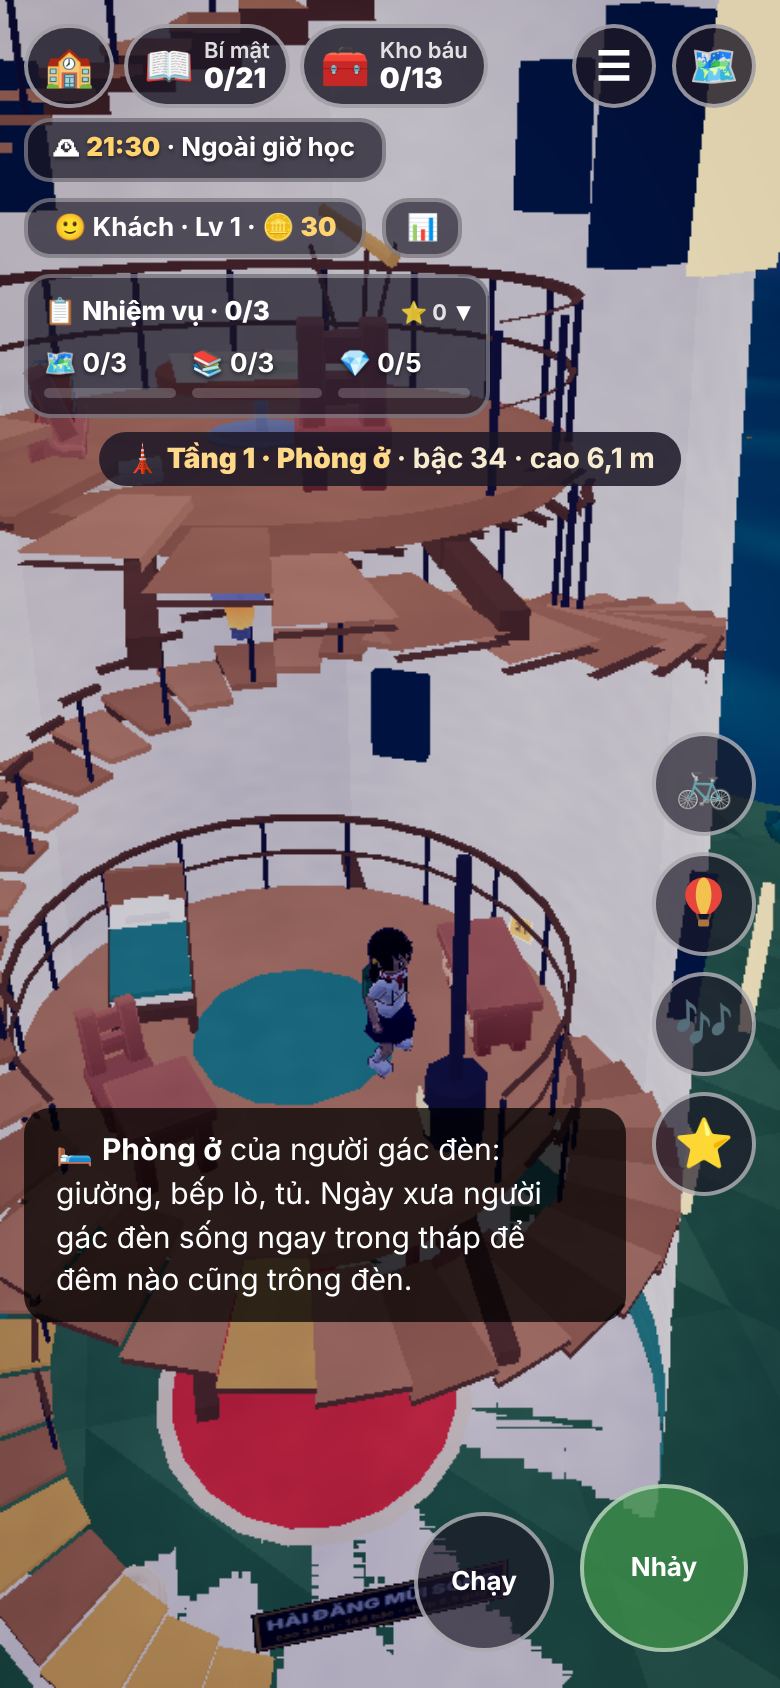 Bí mật
0/21
Kho báu
0/13
21:30 · Ngoài giờ học
Khách · Lv 1 · 30
Nhiệm vụ · 0/3
0 ▼
0/3
0/3
0/5
Tầng 1 · Phòng ở · bậc 34 · cao 6,1 m
Phòng ở của người gác đèn:
giường, bếp lò, tủ. Ngày xưa người
gác đèn sống ngay trong tháp để
đêm nào cũng trông đèn.
Nhảy
Chạy
HẢI ĐĂNG MŨI